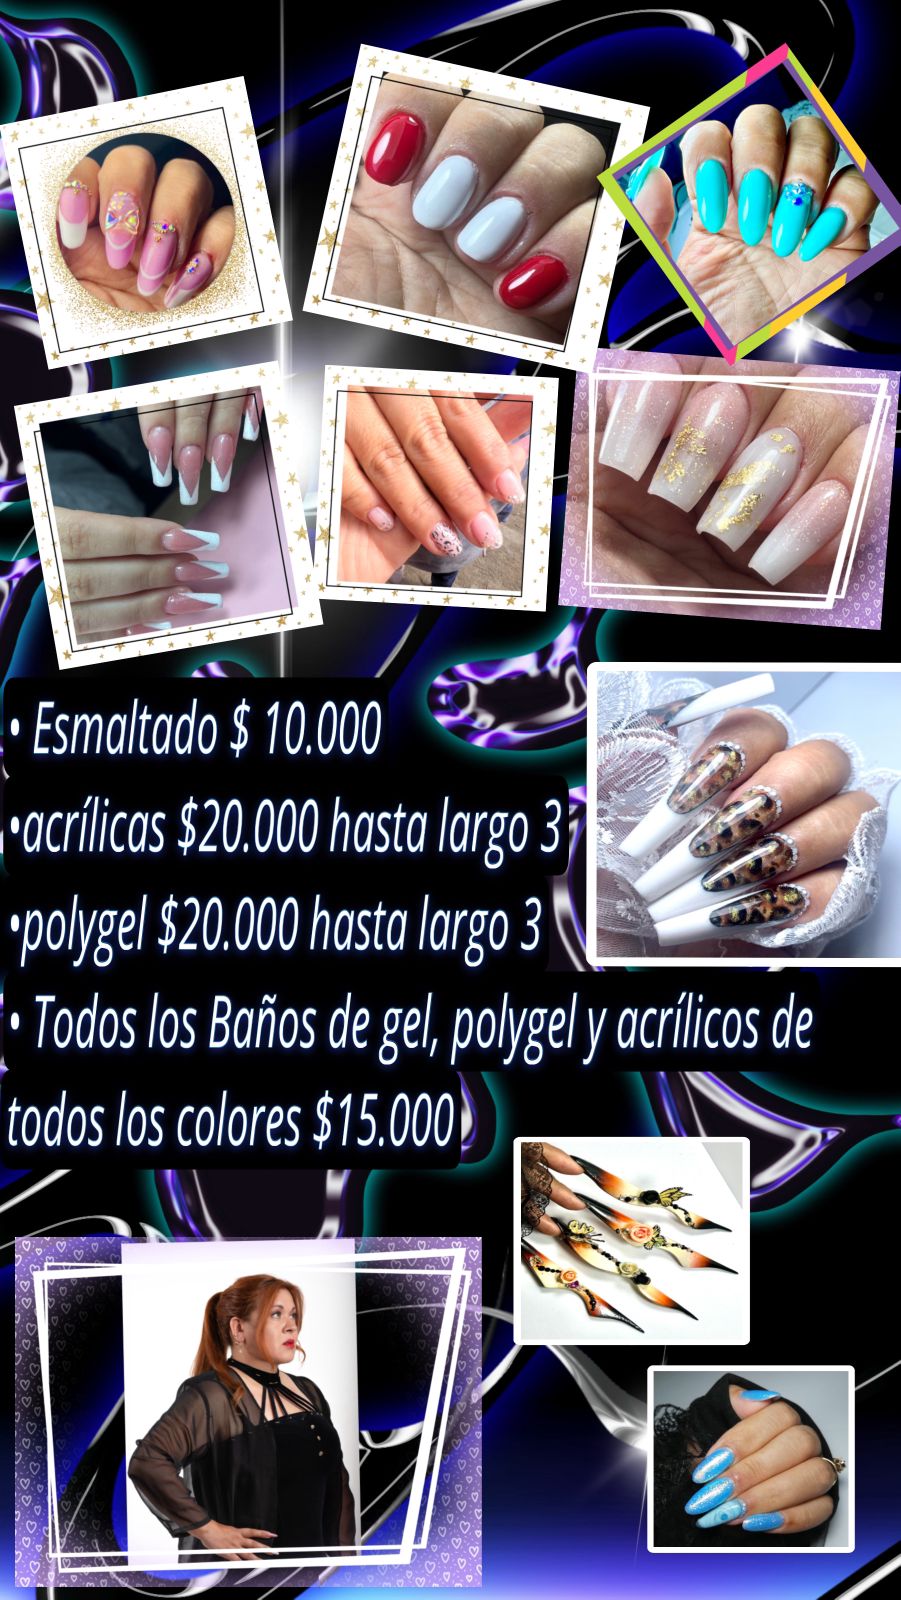 • Esmaltado $ 10.000
•acrílicas $20.000 hasta largo 3
•polygel $20.000 hasta largo 3
• Todos los Baños de gel, polygel y acrílicos de
todos los colores $15.000